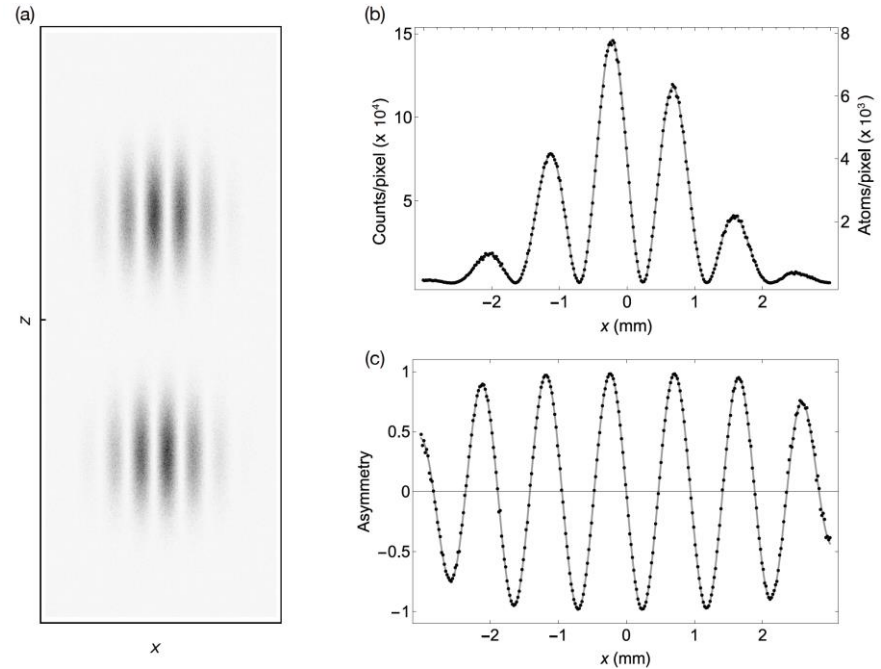 (a)
z
x
(b)
Counts/pixel (x 10⁴)
15
10
5
Atoms/pixel (x 10³)
8
6
4
2
−2 −1 0 1 2
x (mm)
(c)
Asymmetry
1
0.5
0
−0.5
−1
−2 −1 0 1 2
x (mm)